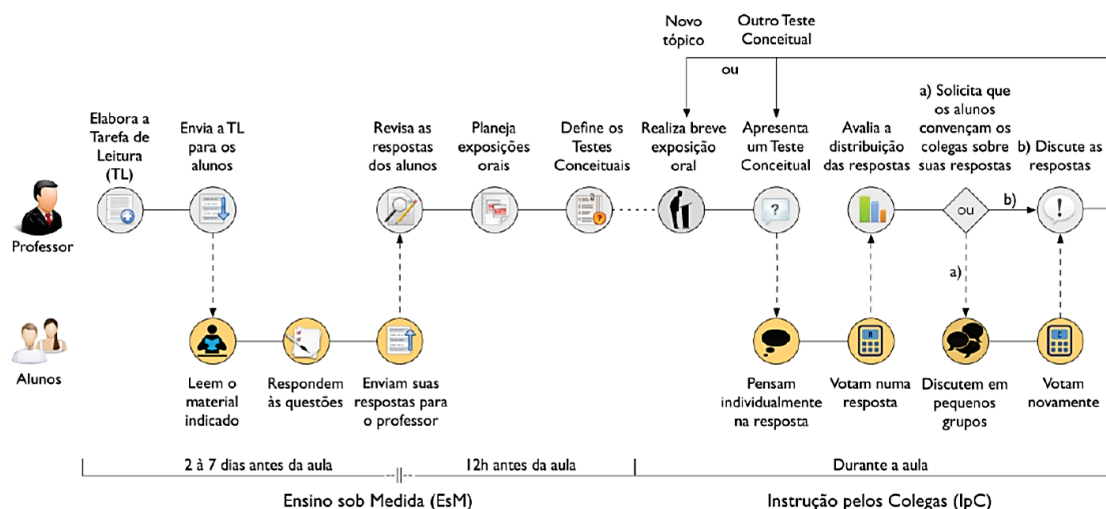 Novo
tópico
Outro Teste
Conceitual
ou
Elabora a
Tarefa de
Leitura
(TL)
Envia a TL
para os
alunos
Revisa as
respostas
dos alunos
Planeja
exposições
orais
Define os
Testes
Conceituais
Realiza breve
exposição
oral
Apresenta
um Teste
Conceitual
Avalia a
distribuição
das respostas
a) Solicita que
os alunos
convençam os
colegas sobre
suas respostas
b) Discute as
respostas
?
ou
b)
!
Professor
a)
B
C
Alunos
Leem o
material
indicado
Respondem
às questões
Enviam suas
respostas para
o professor
Pensam
individualmente
na resposta
Votam numa
resposta
Discutem em
pequenos
grupos
Votam
novamente
2 à 7 dias antes da aula
12h antes da aula
Durante a aula
Ensino sob Medida (EsM)
Instrução pelos Colegas (IpC)